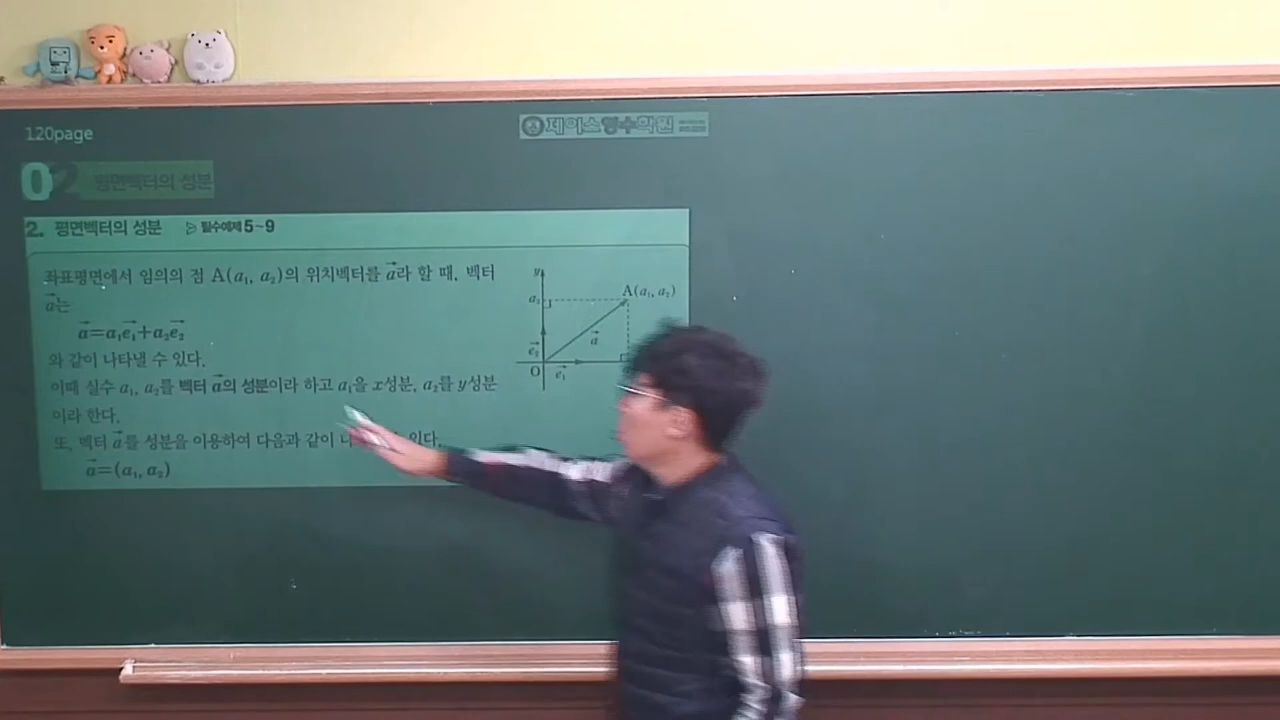 120page
제이스영수학원
02 평면벡터의 성분
2. 평면벡터의 성분 ▷ 필수예제 5~9
좌표평면에서 임의의 점 A(a₁, a₂)의 위치벡터를 a⃗라 할 때, 벡터
a⃗는
a⃗=a₁e₁⃗+a₂e₂⃗
와 같이 나타낼 수 있다.
이때 실수 a₁, a₂를 벡터 a⃗의 성분이라 하고 a₁을 x성분, a₂를 y성분
이라 한다.
또, 벡터 a⃗를 성분을 이용하여 다음과 같이 있다.
a⃗=(a₁, a₂)
y
a₂
A(a₁, a₂)
a⃗
e₂⃗
O
e₁⃗